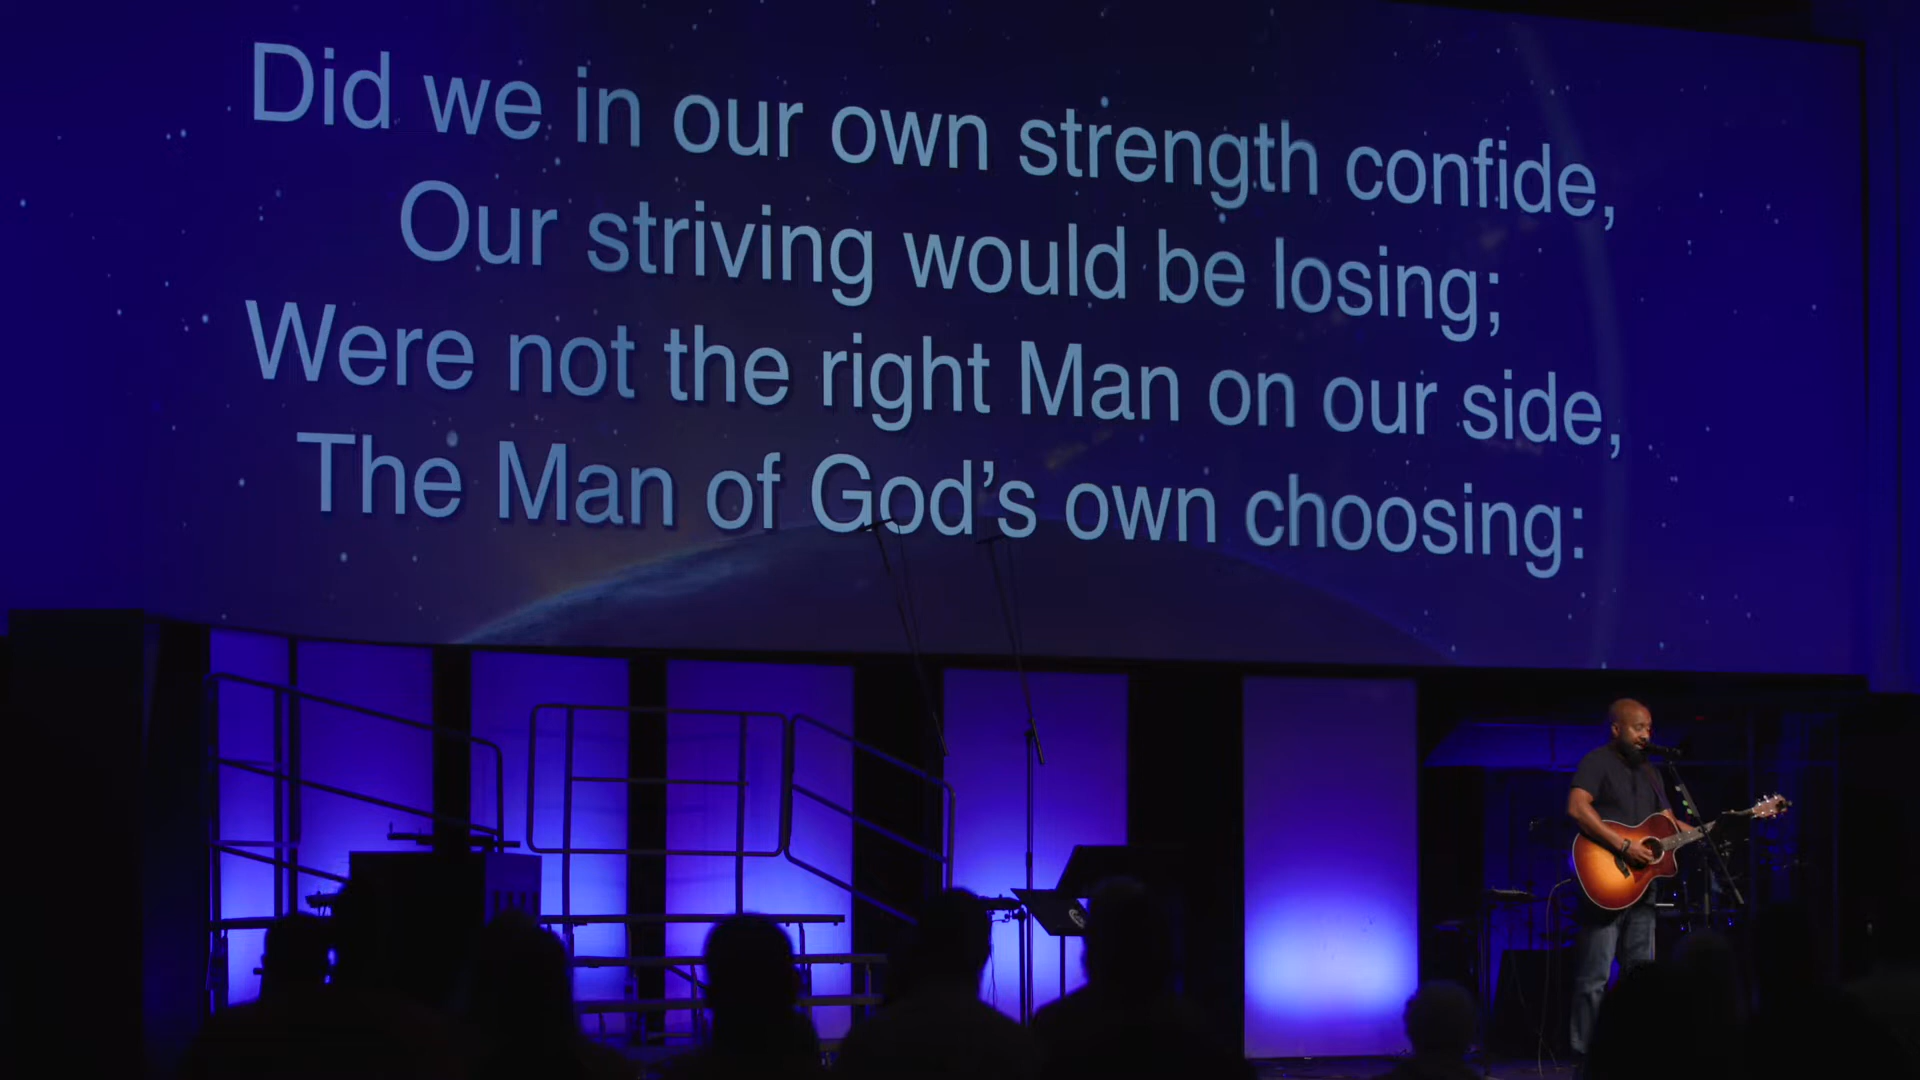 Did we in our own strength confide,
Our striving would be losing;
Were not the right Man on our side,
The Man of God’s own choosing: